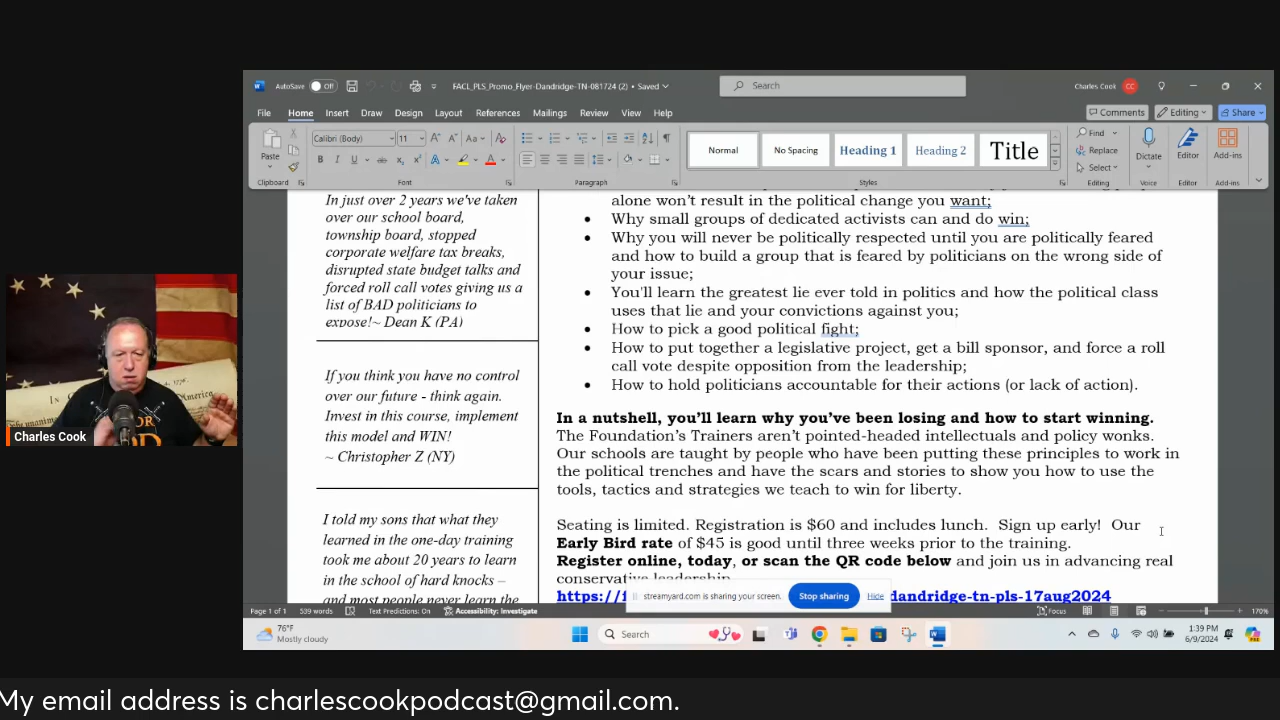 AutoSave Off FACL_PLS_Promo_Flyer-Dandridge-TN-081724 (2) • Saved Search Charles Cook CC
File Home Insert Draw Design Layout References Mailings Review View Help Comments Editing Share
Paste Calibri (Body) 11 Normal No Spacing Heading 1 Heading 2 Title Find Replace Select Dictate Editor Add-ins
Clipboard Font Paragraph Styles Editing Voice Editor Add-ins
In just over 2 years we've taken
over our school board,
township board, stopped
corporate welfare tax breaks,
disrupted state budget talks and
forced roll call votes giving us a
list of BAD politicians to
expose!~ Dean K (PA)
If you think you have no control
over our future - think again.
Invest in this course, implement
this model and WIN!
~ Christopher Z (NY)
I told my sons that what they
learned in the one-day training
took me about 20 years to learn
in the school of hard knocks –
and most people never learn the
alone won't result in the political change you want;
• Why small groups of dedicated activists can and do win;
• Why you will never be politically respected until you are politically feared
and how to build a group that is feared by politicians on the wrong side of
your issue;
• You'll learn the greatest lie ever told in politics and how the political class
uses that lie and your convictions against you;
• How to pick a good political fight;
• How to put together a legislative project, get a bill sponsor, and force a roll
call vote despite opposition from the leadership;
• How to hold politicians accountable for their actions (or lack of action).
In a nutshell, you'll learn why you've been losing and how to start winning.
The Foundation's Trainers aren't pointed-headed intellectuals and policy wonks.
Our schools are taught by people who have been putting these principles to work in
the political trenches and have the scars and stories to show you how to use the
tools, tactics and strategies we teach to win for liberty.
Seating is limited. Registration is $60 and includes lunch. Sign up early! Our
Early Bird rate of $45 is good until three weeks prior to the training.
Register online, today, or scan the QR code below and join us in advancing real
conservative leadership
https://f dandridge-tn-pls-17aug2024
streamyard.com is sharing your screen. Stop sharing Hide
Page 1 of 1 539 words Text Predictions: On Accessibility: Investigate Focus 170%
76°F
Mostly cloudy
Search
1:39 PM
6/9/2024
Charles Cook
My email address is charlescookpodcast@gmail.com.